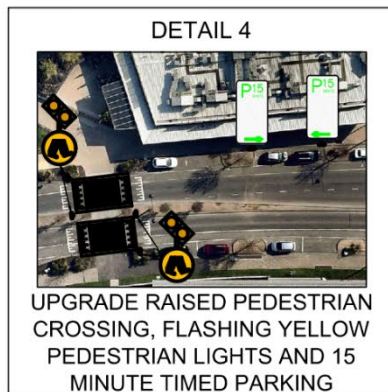 DETAIL 4
P15 P15
UPGRADE RAISED PEDESTRIAN
CROSSING, FLASHING YELLOW
PEDESTRIAN LIGHTS AND 15
MINUTE TIMED PARKING